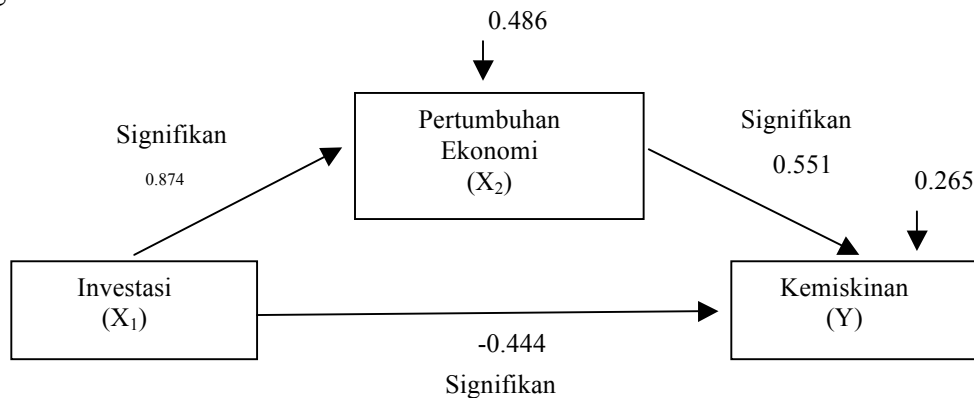 0.486
Pertumbuhan
Ekonomi
(X₂)
Signifikan
0.874
Signifikan
0.551
0.265
Investasi
(X₁)
Kemiskinan
(Y)
-0.444
Signifikan